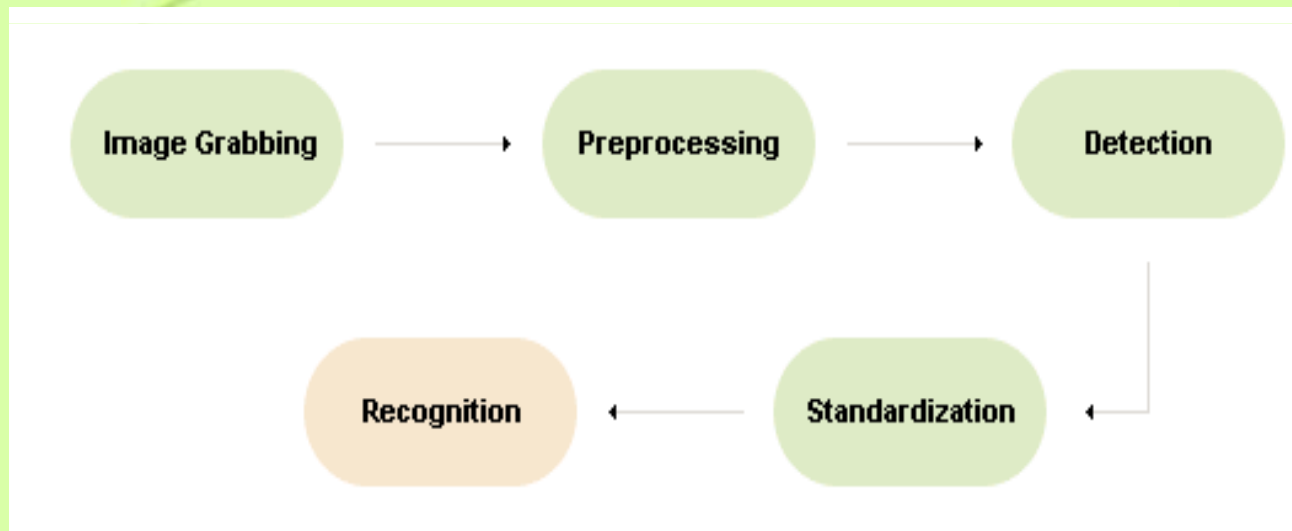 Image Grabbing
Preprocessing
Detection
Standardization
Recognition